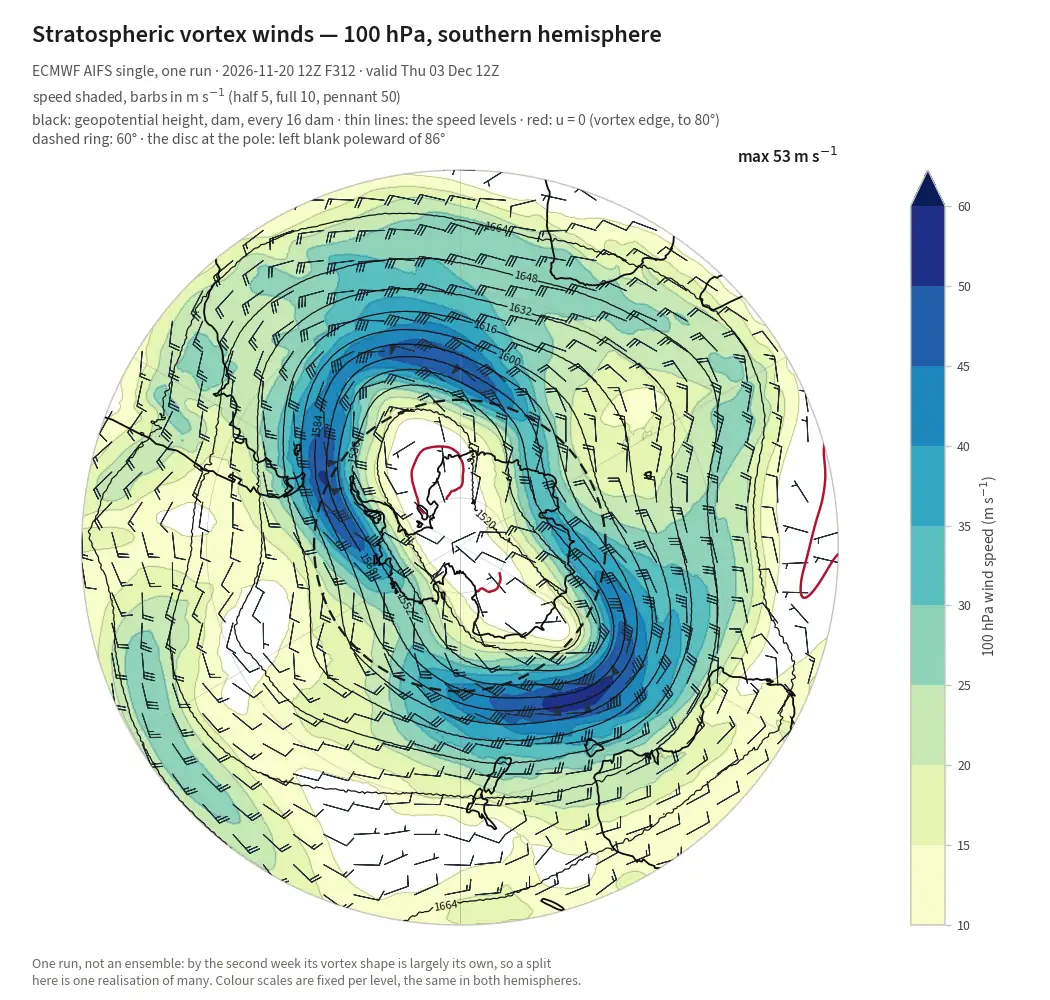 Stratospheric vortex winds — 100 hPa, southern hemisphere
ECMWF AIFS single, one run · 2026-11-20 12Z F312 · valid Thu 03 Dec 12Z
speed shaded, barbs in m s⁻¹ (half 5, full 10, pennant 50)
black: geopotential height, dam, every 16 dam · thin lines: the speed levels · red: u = 0 (vortex edge, to 80°)
dashed ring: 60° · the disc at the pole: left blank poleward of 86°
max 53 m s⁻¹
1664
1648
1632
1616
1600
1584
1520
1552
1664
60
50
45
40
35
30
25
20
15
10
100 hPa wind speed (m s⁻¹)
One run, not an ensemble: by the second week its vortex shape is largely its own, so a split
here is one realisation of many. Colour scales are fixed per level, the same in both hemispheres.